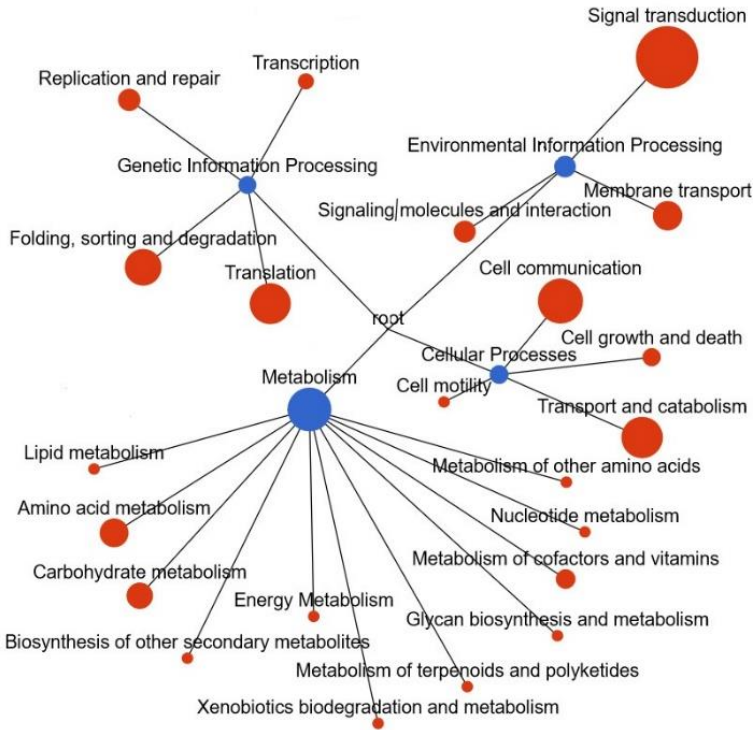 Signal transduction
Transcription
Replication and repair
Environmental Information Processing
Genetic Information Processing
Membrane transport
Signaling molecules and interaction
Folding, sorting and degradation
Translation
Cell communication
root
Cell growth and death
Cellular Processes
Metabolism
Cell motility
Transport and catabolism
Lipid metabolism
Metabolism of other amino acids
Amino acid metabolism
Nucleotide metabolism
Metabolism of cofactors and vitamins
Carbohydrate metabolism
Energy Metabolism
Glycan biosynthesis and metabolism
Biosynthesis of other secondary metabolites
Metabolism of terpenoids and polyketides
Xenobiotics biodegradation and metabolism